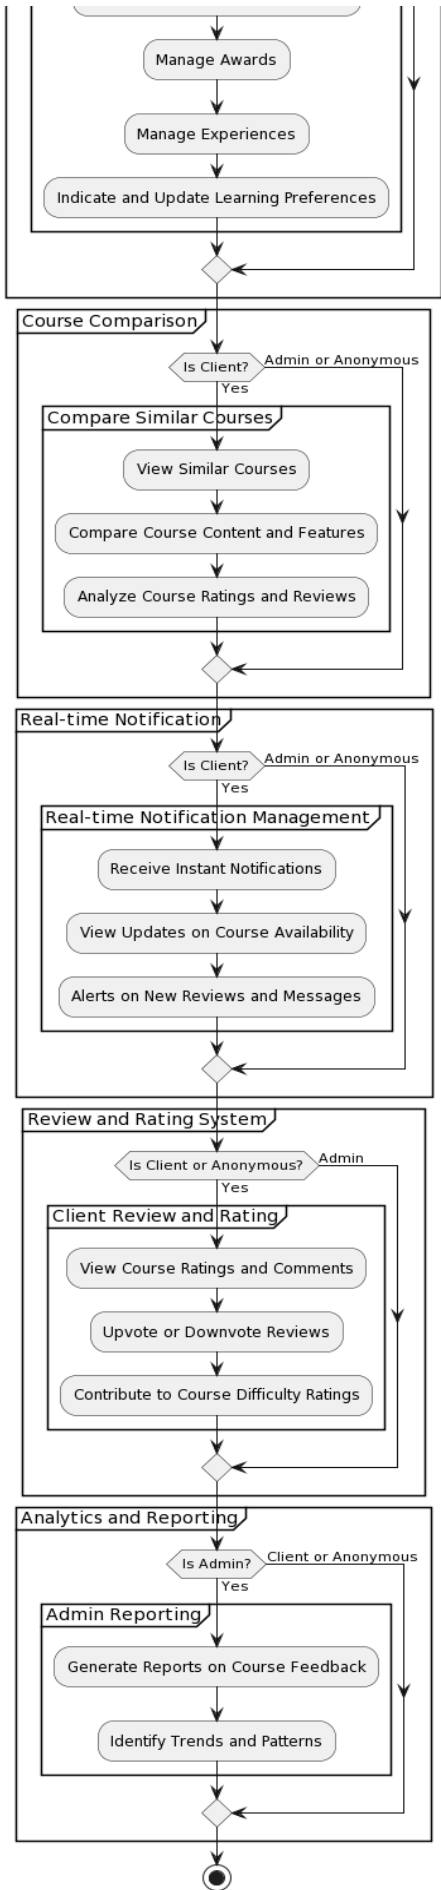 Manage Awards
Manage Experiences
Indicate and Update Learning Preferences
Course Comparison
Is Client?
Admin or Anonymous
Yes
Compare Similar Courses
View Similar Courses
Compare Course Content and Features
Analyze Course Ratings and Reviews
Real-time Notification
Is Client?
Admin or Anonymous
Yes
Real-time Notification Management
Receive Instant Notifications
View Updates on Course Availability
Alerts on New Reviews and Messages
Review and Rating System
Is Client or Anonymous?
Admin
Yes
Client Review and Rating
View Course Ratings and Comments
Upvote or Downvote Reviews
Contribute to Course Difficulty Ratings
Analytics and Reporting
Is Admin?
Client or Anonymous
Yes
Admin Reporting
Generate Reports on Course Feedback
Identify Trends and Patterns